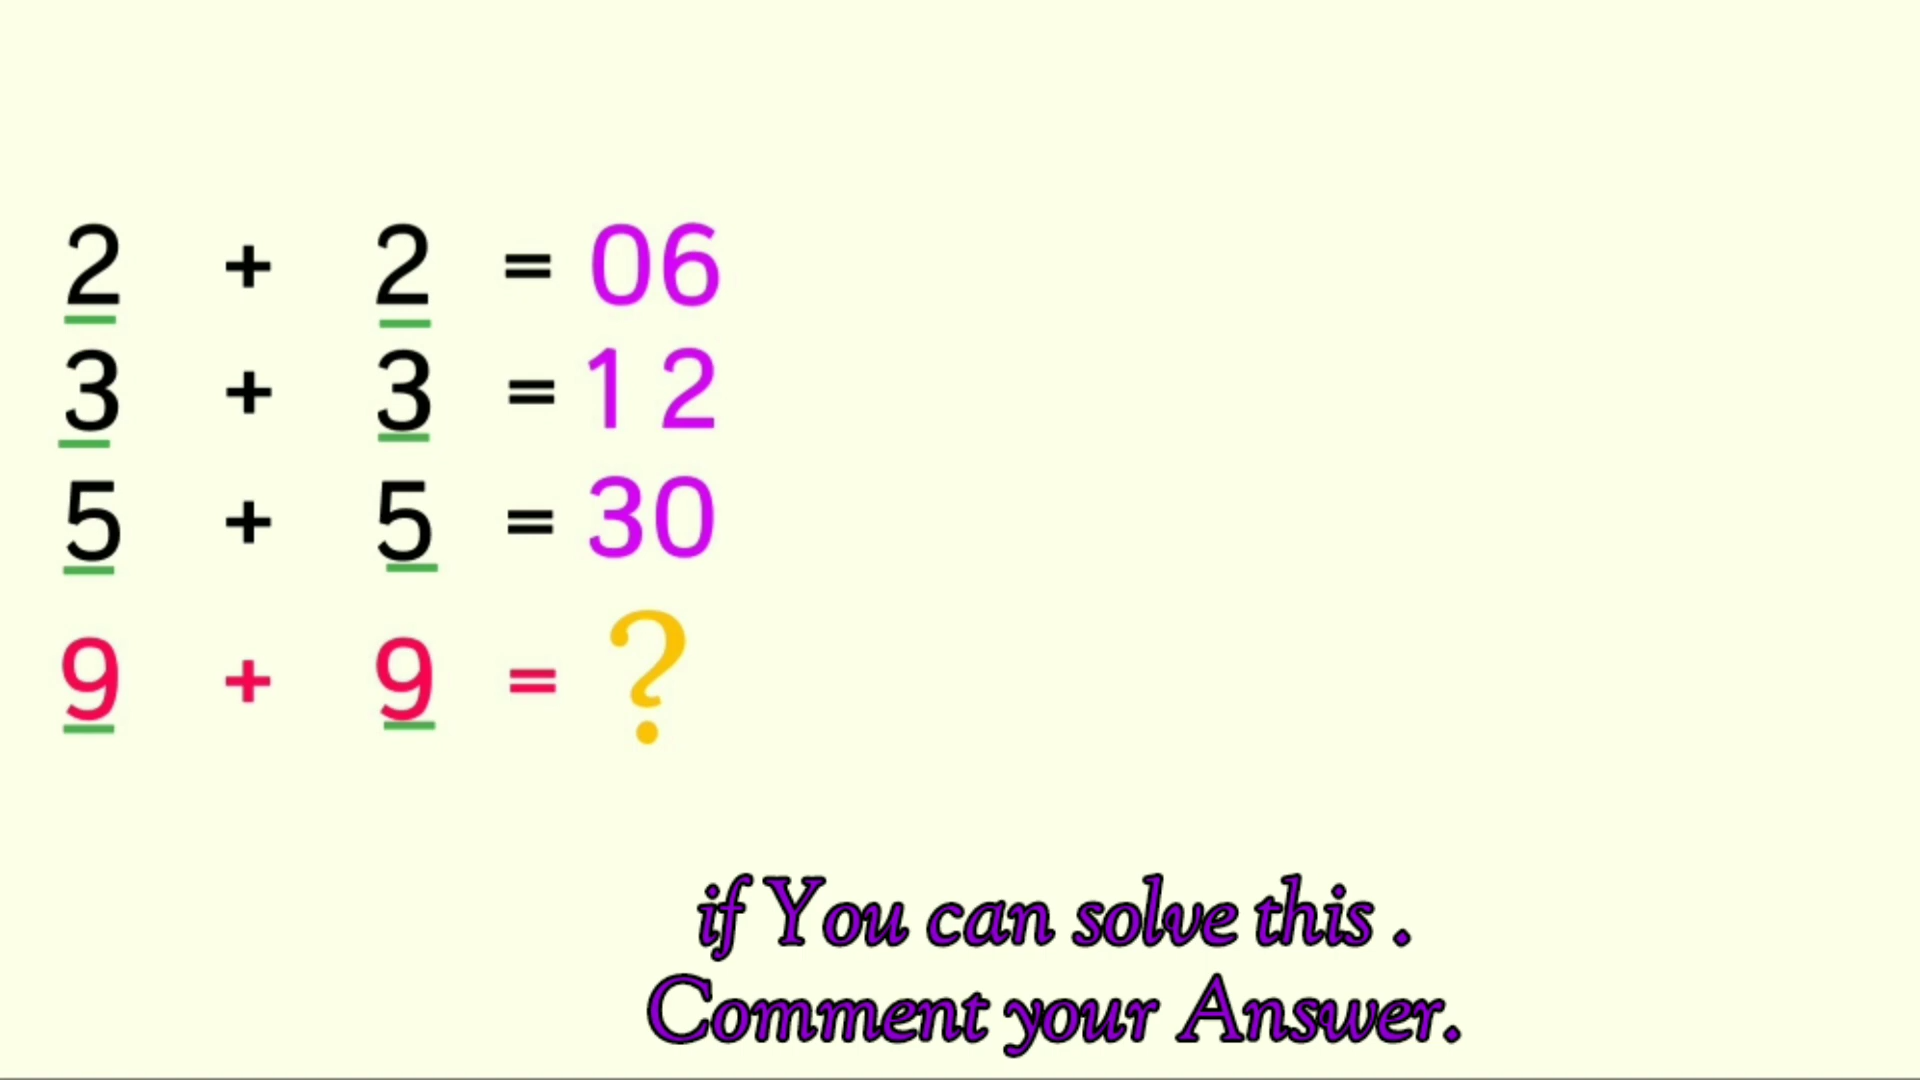 2 + 2 = 06
3 + 3 = 12
5 + 5 = 30
9 + 9 = ?
if You can solve this .
Comment your Answer.